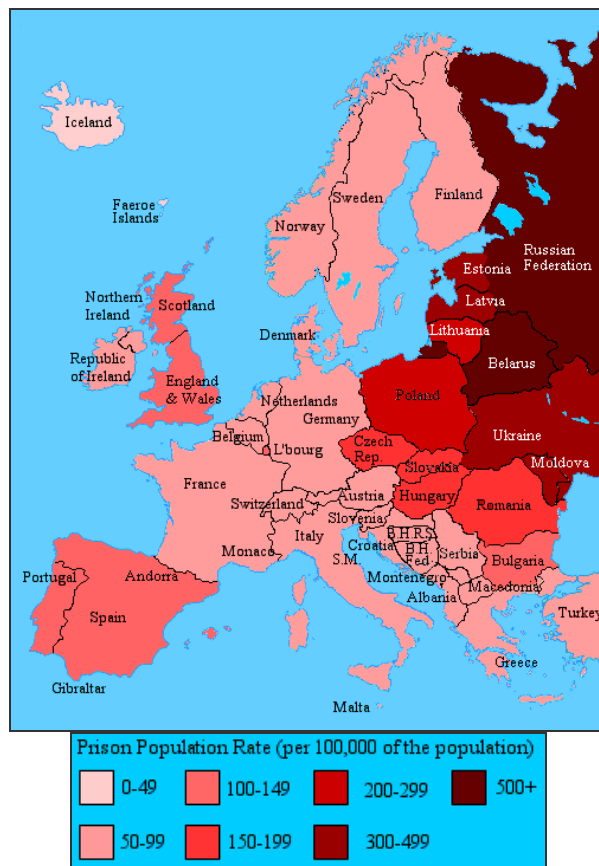 Iceland
Faeroe
Islands
Norway
Sweden
Finland
Russian
Federation
Estonia
Latvia
Lithuania
Belarus
Northern
Ireland
Scotland
Republic
of Ireland
England
& Wales
Denmark
Netherlands
Germany
Poland
Belgium
L'bourg
Czech
Rep.
Ukraine
Slovakia
Moldova
France
Switzerland
Austria
Hungary
Romania
Slovenia
Italy
Croatia
B H R S
B H
Fed.
Serbia
Monaco
S.M.
Bulgaria
Montenegro
Macedonia
Albania
Portugal
Andorra
Spain
Turkey
Greece
Gibraltar
Malta
Prison Population Rate (per 100,000 of the population)
0-49
100-149
200-299
500+
50-99
150-199
300-499